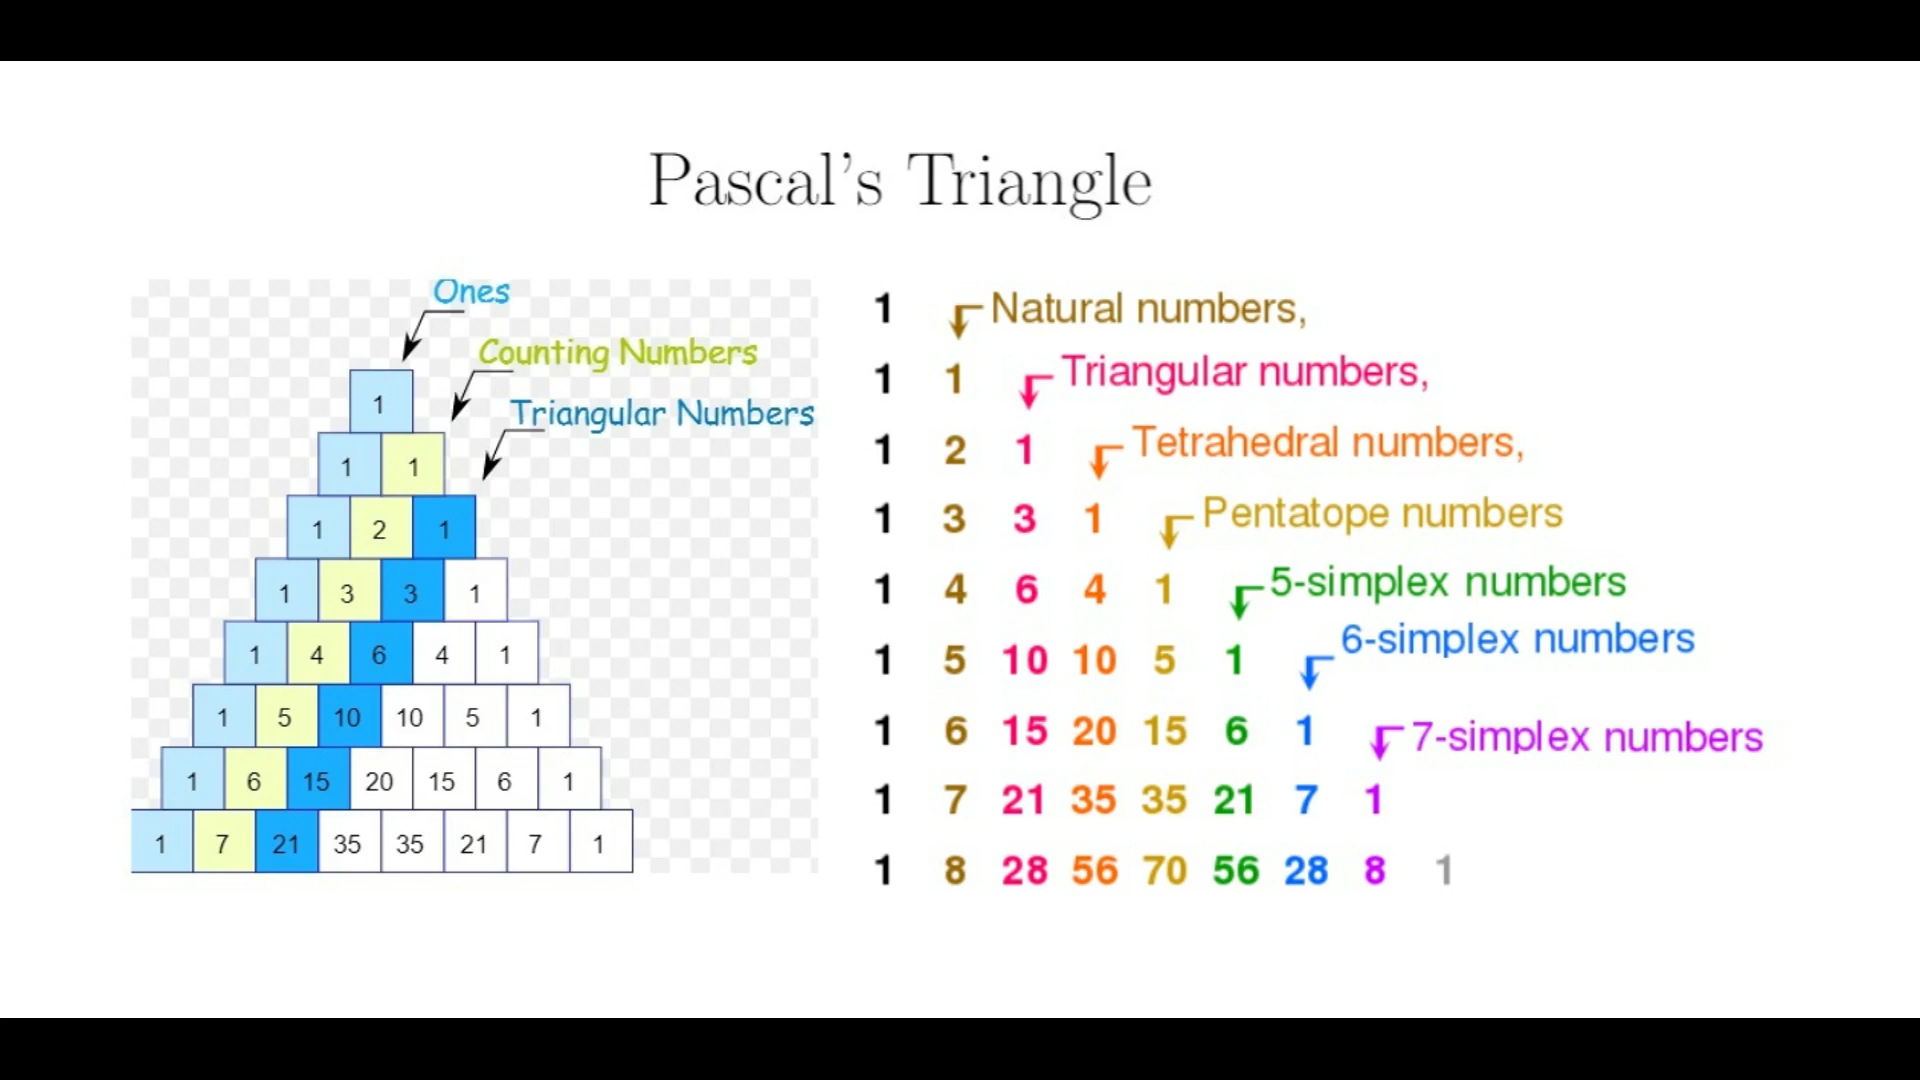 Pascal's Triangle
Ones
Counting Numbers
Triangular Numbers
1
1 1
1 2 1
1 3 3 1
1 4 6 4 1
1 5 10 10 5 1
1 6 15 20 15 6 1
1 7 21 35 35 21 7 1
1 Natural numbers,
1 1 Triangular numbers,
1 2 1 Tetrahedral numbers,
1 3 3 1 Pentatope numbers
1 4 6 4 1 5-simplex numbers
1 5 10 10 5 1 6-simplex numbers
1 6 15 20 15 6 1 7-simplex numbers
1 7 21 35 35 21 7 1
1 8 28 56 70 56 28 8 1